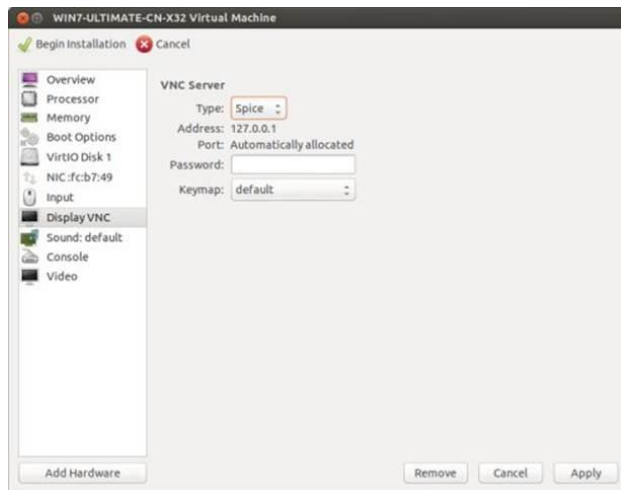 WIN7-ULTIMATE-CN-X32 Virtual Machine
Begin Installation Cancel
Overview
Processor
Memory
Boot Options
VirtIO Disk 1
NIC :fc:b7:49
Input
Display VNC
Sound: default
Console
Video
Add Hardware
VNC Server
Type: Spice
Address: 127.0.0.1
Port: Automatically allocated
Password:
Keymap: default
Remove Cancel Apply